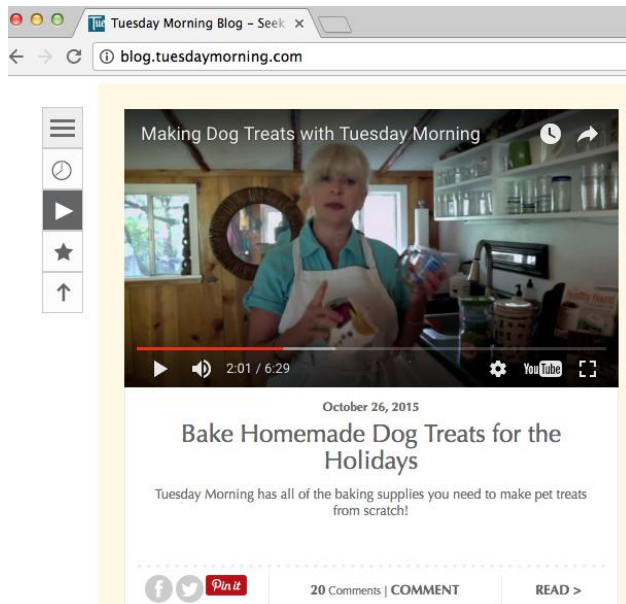 Tuesday Morning Blog – Seek
blog.tuesdaymorning.com
Making Dog Treats with Tuesday Morning
2:01 / 6:29
YouTube
October 26, 2015
Bake Homemade Dog Treats for the
Holidays
Tuesday Morning has all of the baking supplies you need to make pet treats
from scratch!
Pin it
20 Comments | COMMENT
READ >